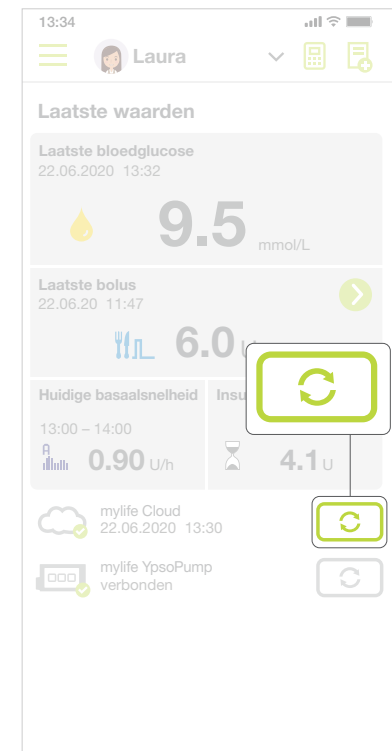 13:34
Laura
Laatste waarden
Laatste bloedglucose
22.06.2020 13:32
9.5 mmol/L
Laatste bolus
22.06.20 11:47
6.0
Huidige basaalsnelheid
13:00 – 14:00
A
0.90 U/h
4.1 U
mylife Cloud
22.06.2020 13:30
mylife YpsoPump
verbonden